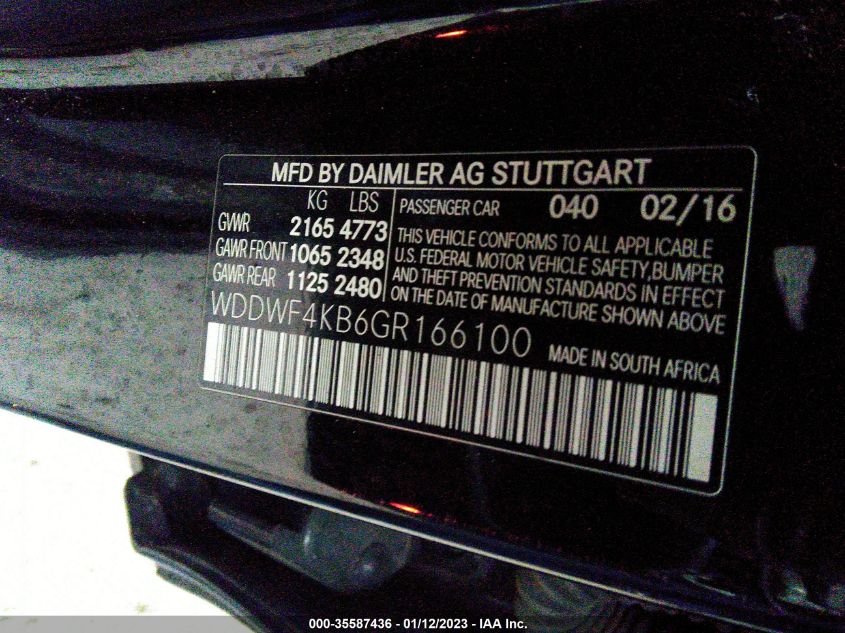 MFD BY DAIMLER AG STUTTGART
KG LBS
GVWR 2165 4773
GAWR FRONT 1065 2348
GAWR REAR 1125 2480
PASSENGER CAR 040 02/16
THIS VEHICLE CONFORMS TO ALL APPLICABLE
U.S. FEDERAL MOTOR VEHICLE SAFETY,BUMPER
AND THEFT PREVENTION STANDARDS IN EFFECT
ON THE DATE OF MANUFACTURE SHOWN ABOVE
WDDWF4KB6GR166100
MADE IN SOUTH AFRICA
000-35587436 - 01/12/2023 - IAA Inc.